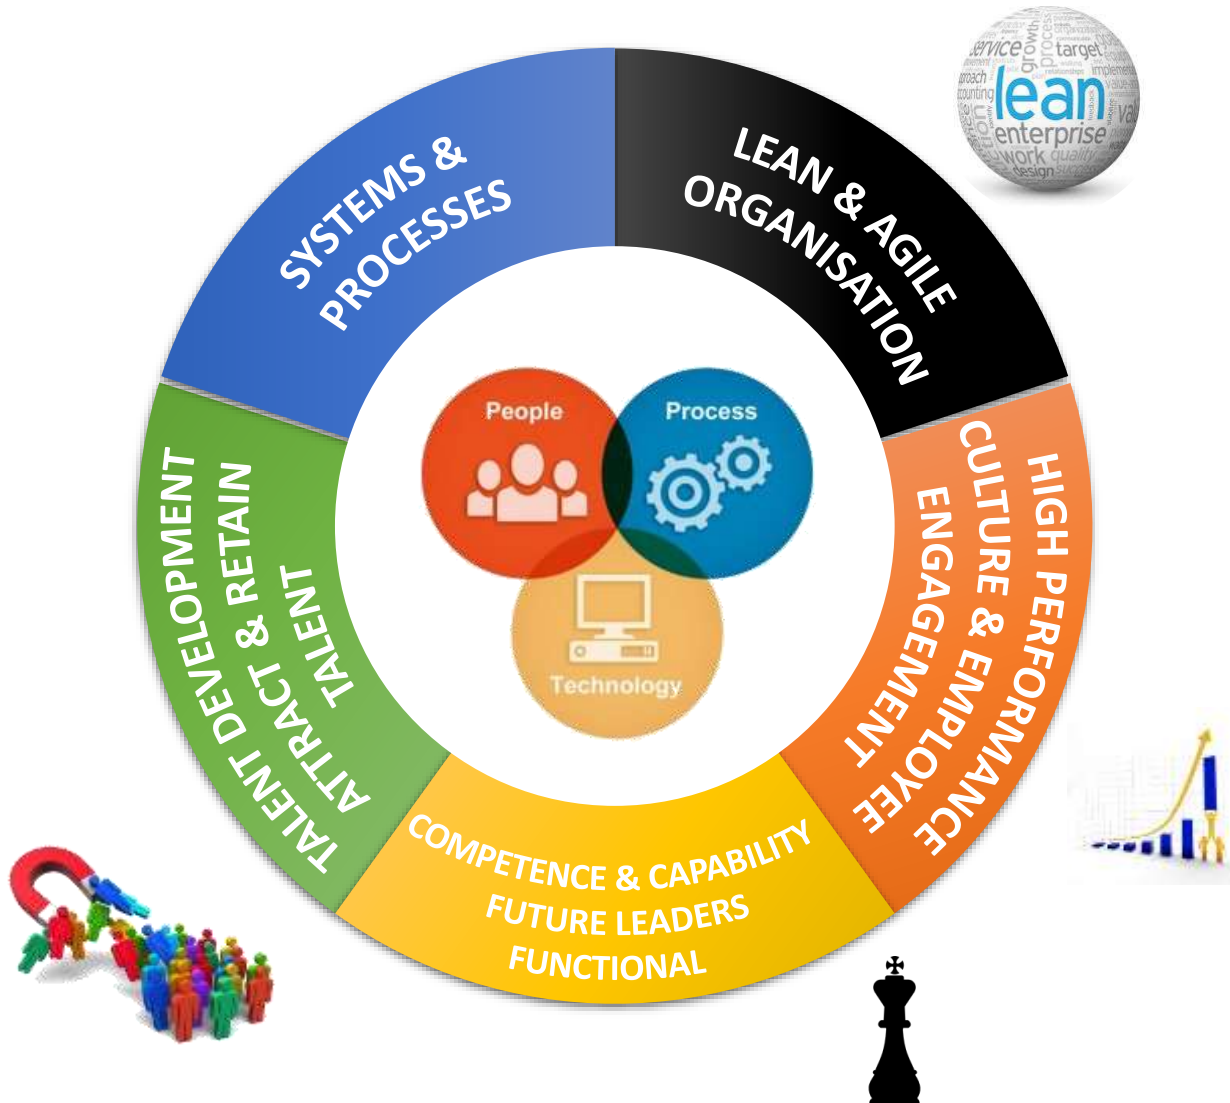 SYSTEMS &
PROCESSES
LEAN & AGILE
ORGANISATION
HIGH PERFORMANCE
CULTURE & EMPLOYEE
ENGAGEMENT
COMPETENCE & CAPABILITY
FUTURE LEADERS
FUNCTIONAL
TALENT DEVELOPMENT
ATTRACT & RETAIN
TALENT
People
Process
Technology
service
growth
process
target
lean
enterprise
work
quality
design